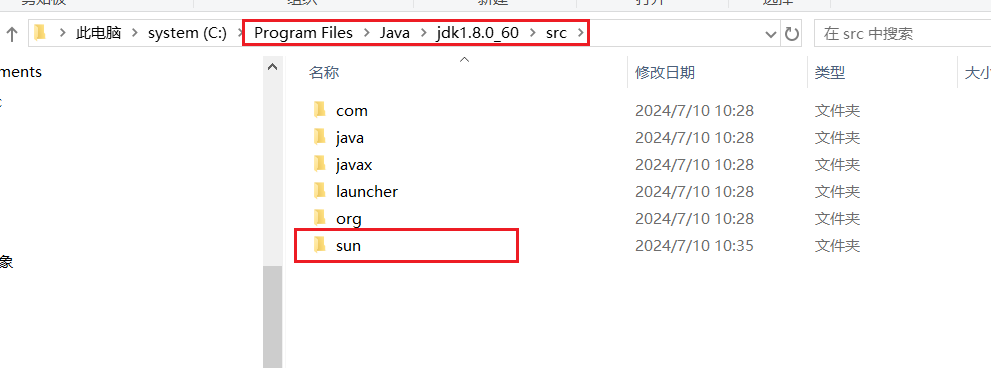 此电脑 system (C:) Program Files Java jdk1.8.0_60 src 在 src 中搜索
ments
名称 修改日期 类型 大小
com 2024/7/10 10:28 文件夹
java 2024/7/10 10:28 文件夹
javax 2024/7/10 10:28 文件夹
launcher 2024/7/10 10:28 文件夹
org 2024/7/10 10:28 文件夹
sun 2024/7/10 10:35 文件夹
象